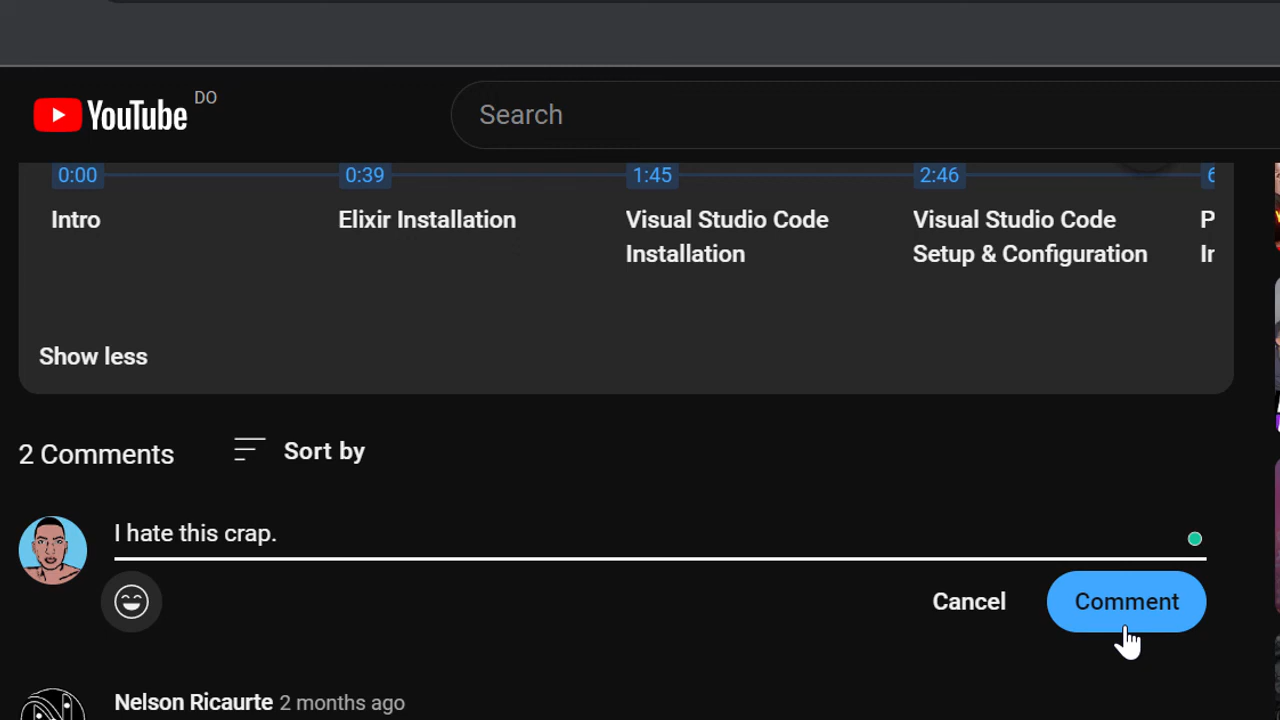 YouTube DO
Search
0:00 0:39 1:45 2:46 6
Intro Elixir Installation Visual Studio Code Visual Studio Code P
Installation Setup & Configuration Ir
Show less
2 Comments Sort by
I hate this crap.
Cancel Comment
Nelson Ricaurte 2 months ago